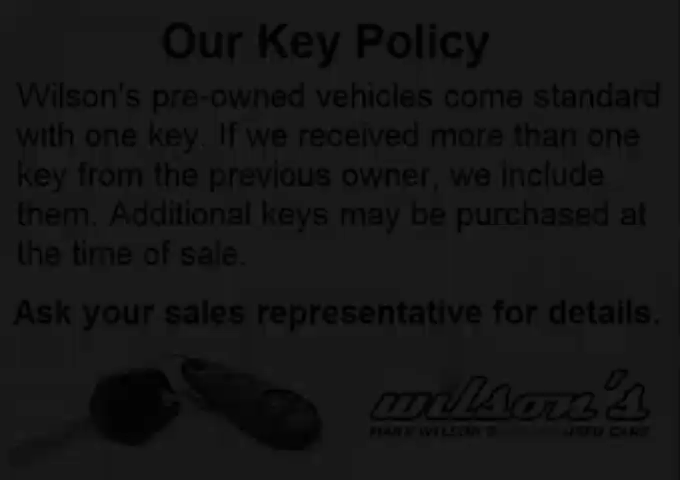 Our Key Policy
Wilson's pre-owned vehicles come standard
with one key. If we received more than one
key from the previous owner, we include
them. Additional keys may be purchased at
the time of sale.
Ask your sales representative for details.
wilson's
USED CARS